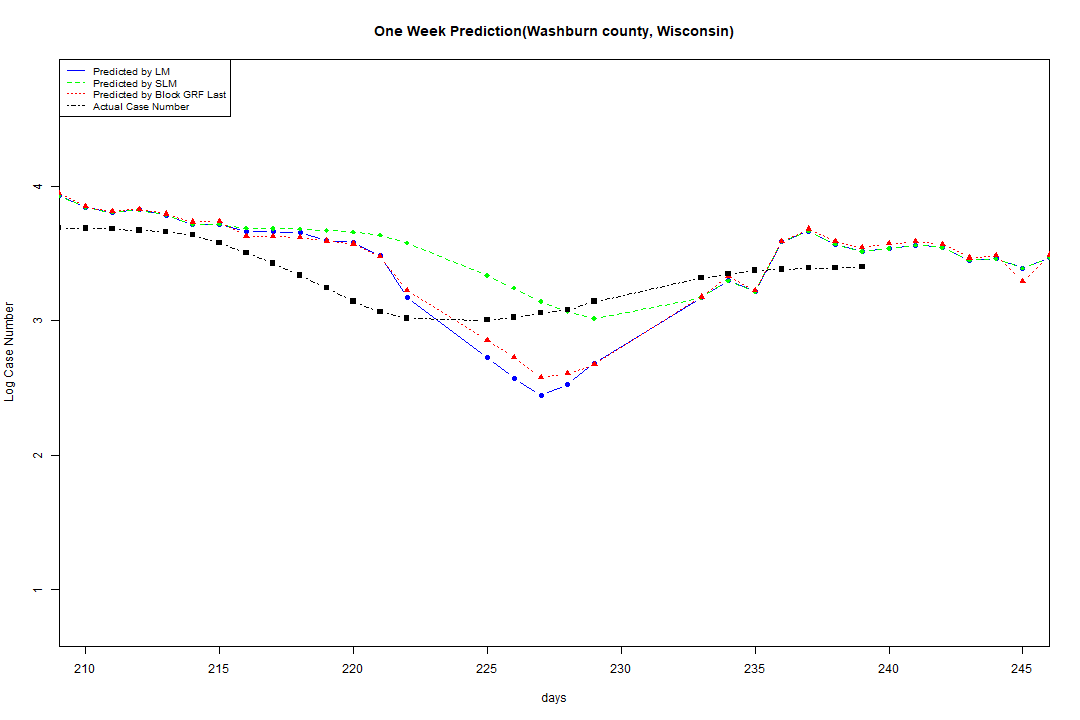 One Week Prediction(Washburn county, Wisconsin)
Predicted by LM
Predicted by SLM
Predicted by Block GRF Last
Actual Case Number
4
3
2
1
Log Case Number
210 215 220 225 230 235 240 245
days